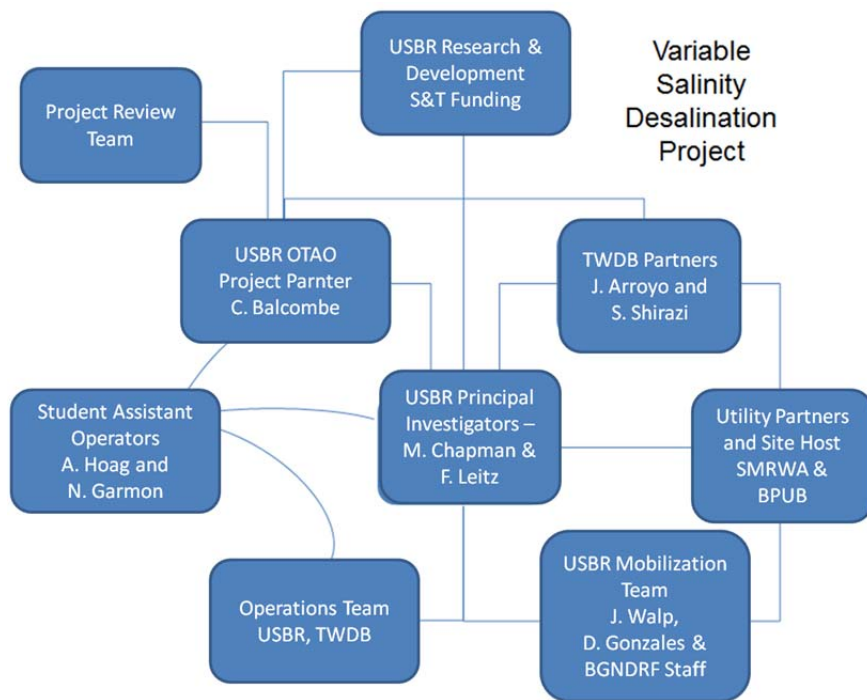 USBR Research &
Development
S&T Funding
Variable
Salinity
Desalination
Project
Project Review
Team
USBR OTAO
Project Parnter
C. Balcombe
TWDB Partners
J. Arroyo and
S. Shirazi
Student Assistant
Operators
A. Hoag and
N. Garmon
USBR Principal
Investigators –
M. Chapman &
F. Leitz
Utility Partners
and Site Host
SMRWA &
BPUB
Operations Team
USBR, TWDB
USBR Mobilization
Team
J. Walp,
D. Gonzales &
BGNDRF Staff